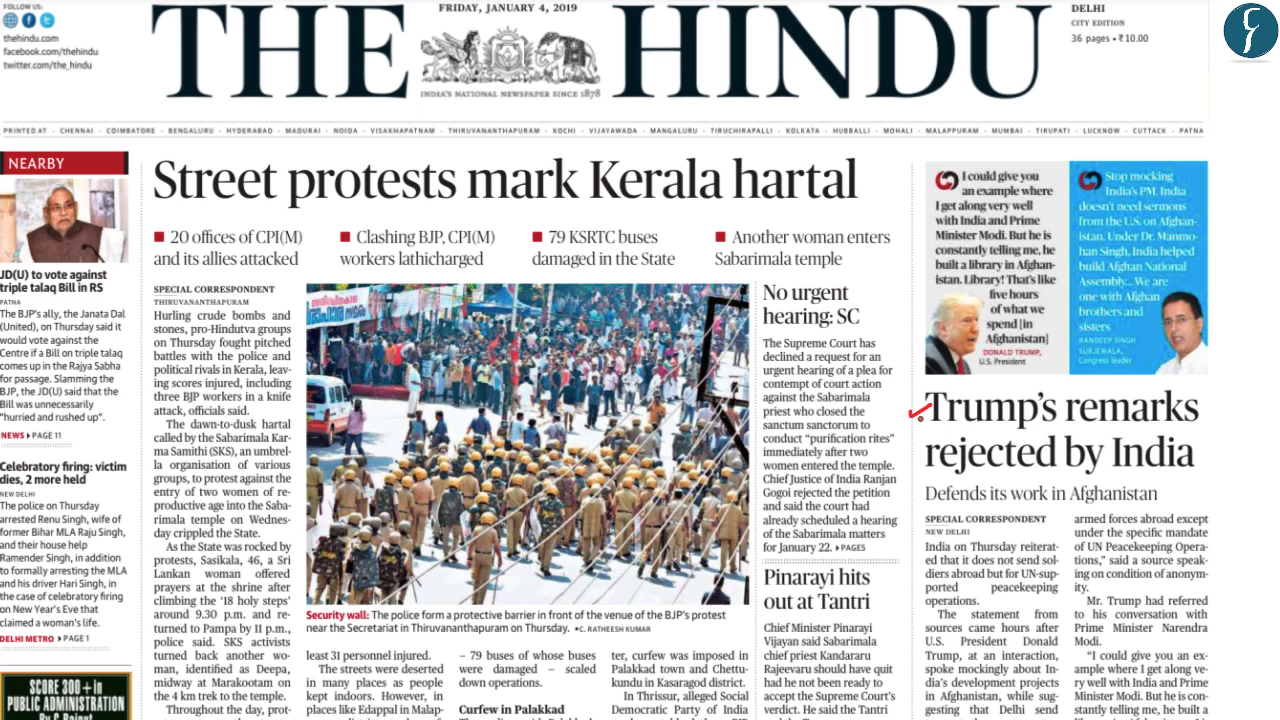 FOLLOW US:
thehindu.com
facebook.com/thehindu
twitter.com/the_hindu
FRIDAY, JANUARY 4, 2019
THE HINDU
INDIA'S NATIONAL NEWSPAPER SINCE 1878
DELHI
CITY EDITION
36 pages • ₹10.00
PRINTED AT • CHENNAI • COIMBATORE • BENGALURU • HYDERABAD • MADURAI • NOIDA • VISAKHAPATNAM • THIRUVANANTHAPURAM • KOCHI • VIJAYAWADA • MANGALURU • TIRUCHIRAPALLI • KOLKATA • HUBBALLI • MOHALI • MALAPPURAM • MUMBAI • TIRUPATI • LUCKNOW • CUTTACK • PATNA
NEARBY
JD(U) to vote against
triple talaq Bill in RS
PATNA
The BJP's ally, the Janata Dal
(United), on Thursday said it
would vote against the
Centre if a Bill on triple talaq
comes up in the Rajya Sabha
for passage. Slamming the
BJP, the JD(U) said that the
Bill was unnecessarily
"hurried and rushed up".
NEWS PAGE 11
Celebratory firing: victim
dies, 2 more held
NEW DELHI
The police on Thursday
arrested Renu Singh, wife of
former Bihar MLA Raju Singh,
and their house help
Ramender Singh, in addition
to formally arresting the MLA
and his driver Hari Singh, in
the case of celebratory firing
on New Year's Eve that
claimed a woman's life.
DELHI METRO PAGE 1
SCORE 300+ in
PUBLIC ADMINISTRATION
Street protests mark Kerala hartal
20 offices of CPI(M)
and its allies attacked
Clashing BJP, CPI(M)
workers lathicharged
79 KSRTC buses
damaged in the State
Another woman enters
Sabarimala temple
SPECIAL CORRESPONDENT
THIRUVANANTHAPURAM
Hurling crude bombs and
stones, pro-Hindutva groups
on Thursday fought pitched
battles with the police and
political rivals in Kerala, leav-
ing scores injured, including
three BJP workers in a knife
attack, officials said.
The dawn-to-dusk hartal
called by the Sabarimala Kar-
ma Samithi (SKS), an umbrel-
la organisation of various
groups, to protest against the
entry of two women of re-
productive age into the Saba-
rimala temple on Wednes-
day crippled the State.
As the State was rocked by
protests, Sasikala, 46, a Sri
Lankan woman offered
prayers at the shrine after
climbing the '18 holy steps'
around 9.30 p.m. and re-
turned to Pampa by 11 p.m.,
police said. SKS activists
turned back another wo-
man, identified as Deepa,
midway at Marakootam on
the 4 km trek to the temple.
Throughout the day, prot-
Security wall: The police form a protective barrier in front of the venue of the BJP's protest
near the Secretariat in Thiruvananthapuram on Thursday. •C. RATHEESH KUMAR
least 31 personnel injured.
The streets were deserted
in many places as people
kept indoors. However, in
places like Edappal in Malap-
– 79 buses of whose buses
were damaged – scaled
down operations.
Curfew in Palakkad
ter, curfew was imposed in
Palakkad town and Chettu-
kundu in Kasaragod district.
In Thrissur, alleged Social
Democratic Party of India
No urgent
hearing: SC
The Supreme Court has
declined a request for an
urgent hearing of a plea for
contempt of court action
against the Sabarimala
priest who closed the
sanctum sanctorum to
conduct "purification rites"
immediately after two
women entered the temple.
Chief Justice of India Ranjan
Gogoi rejected the petition
and said the court had
already scheduled a hearing
of the Sabarimala matters
for January 22. PAGE5
Pinarayi hits
out at Tantri
Chief Minister Pinarayi
Vijayan said Sabarimala
chief priest Kandararu
Rajeevaru should have quit
had he not been ready to
accept the Supreme Court's
verdict. He said the Tantri
I could give you
an example where
I get along very well
with India and Prime
Minister Modi. But he is
constantly telling me, he
built a library in Afghan-
istan. Library! That's like
five hours
of what we
spend [in
Afghanistan]
DONALD TRUMP,
U.S. President
Stop mocking
India's PM. India
doesn't need sermons
from the U.S. on Afghan-
istan. Under Dr. Manmo-
han Singh, India helped
build Afghan National
Assembly... We are
one with Afghan
brothers and
sisters
RANDEEP SINGH
SURJEWALA,
Congress leader
Trump's remarks
rejected by India
Defends its work in Afghanistan
SPECIAL CORRESPONDENT
NEW DELHI
India on Thursday reiterat-
ed that it does not send sol-
diers abroad but for UN-sup-
ported peacekeeping
operations.
The statement from
sources came hours after
U.S. President Donald
Trump, at an interaction,
spoke mockingly about In-
dia's development projects
in Afghanistan, while sug-
gesting that Delhi send
armed forces abroad except
under the specific mandate
of UN Peacekeeping Opera-
tions," said a source speak-
ing on condition of anonym-
ity.
Mr. Trump had referred
to his conversation with
Prime Minister Narendra
Modi.
"I could give you an ex-
ample where I get along ve-
ry well with India and Prime
Minister Modi. But he is con-
stantly telling me, he built a